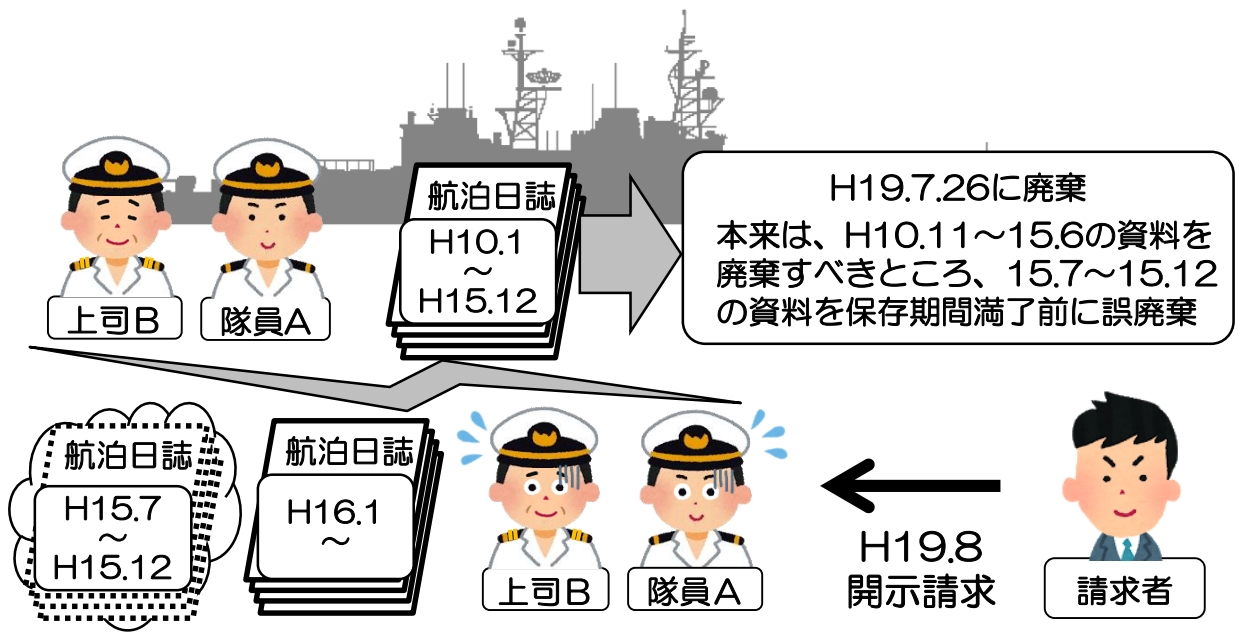 上司B
隊員A
航泊日誌
H10.1
～
H15.12
H19.7.26に廃棄
本来は、H10.11～15.6の資料を
廃棄すべきところ、15.7～15.12
の資料を保存期間満了前に誤廃棄
航泊日誌
H15.7
～
H15.12
航泊日誌
H16.1
～
上司B
隊員A
H19.8
開示請求
請求者